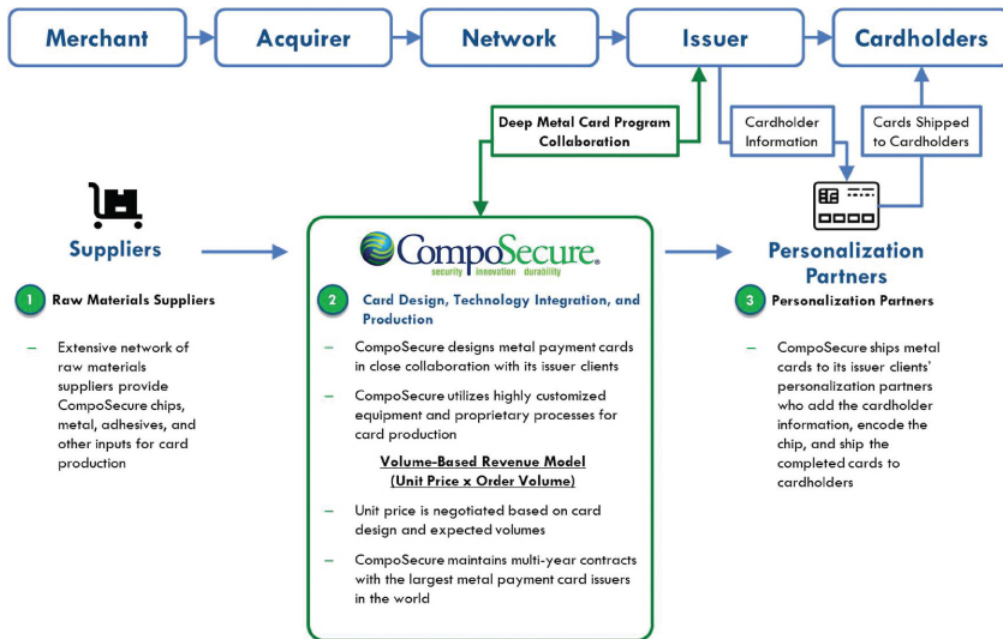 Merchant
Acquirer
Network
Issuer
Cardholders
Deep Metal Card Program
Collaboration
Cardholder
Information
Cards Shipped
to Cardholders
Suppliers
1 Raw Materials Suppliers
– Extensive network of
raw materials
suppliers provide
CompoSecure chips,
metal, adhesives, and
other inputs for card
production
CompoSecure®
security innovation durability
2 Card Design, Technology Integration, and
Production
– CompoSecure designs metal payment cards
in close collaboration with its issuer clients
– CompoSecure utilizes highly customized
equipment and proprietary processes for
card production
Volume-Based Revenue Model
(Unit Price x Order Volume)
– Unit price is negotiated based on card
design and expected volumes
– CompoSecure maintains multi-year contracts
with the largest metal payment card issuers
in the world
Personalization
Partners
3 Personalization Partners
– CompoSecure ships metal
cards to its issuer clients'
personalization partners
who add the cardholder
information, encode the
chip, and ship the
completed cards to
cardholders